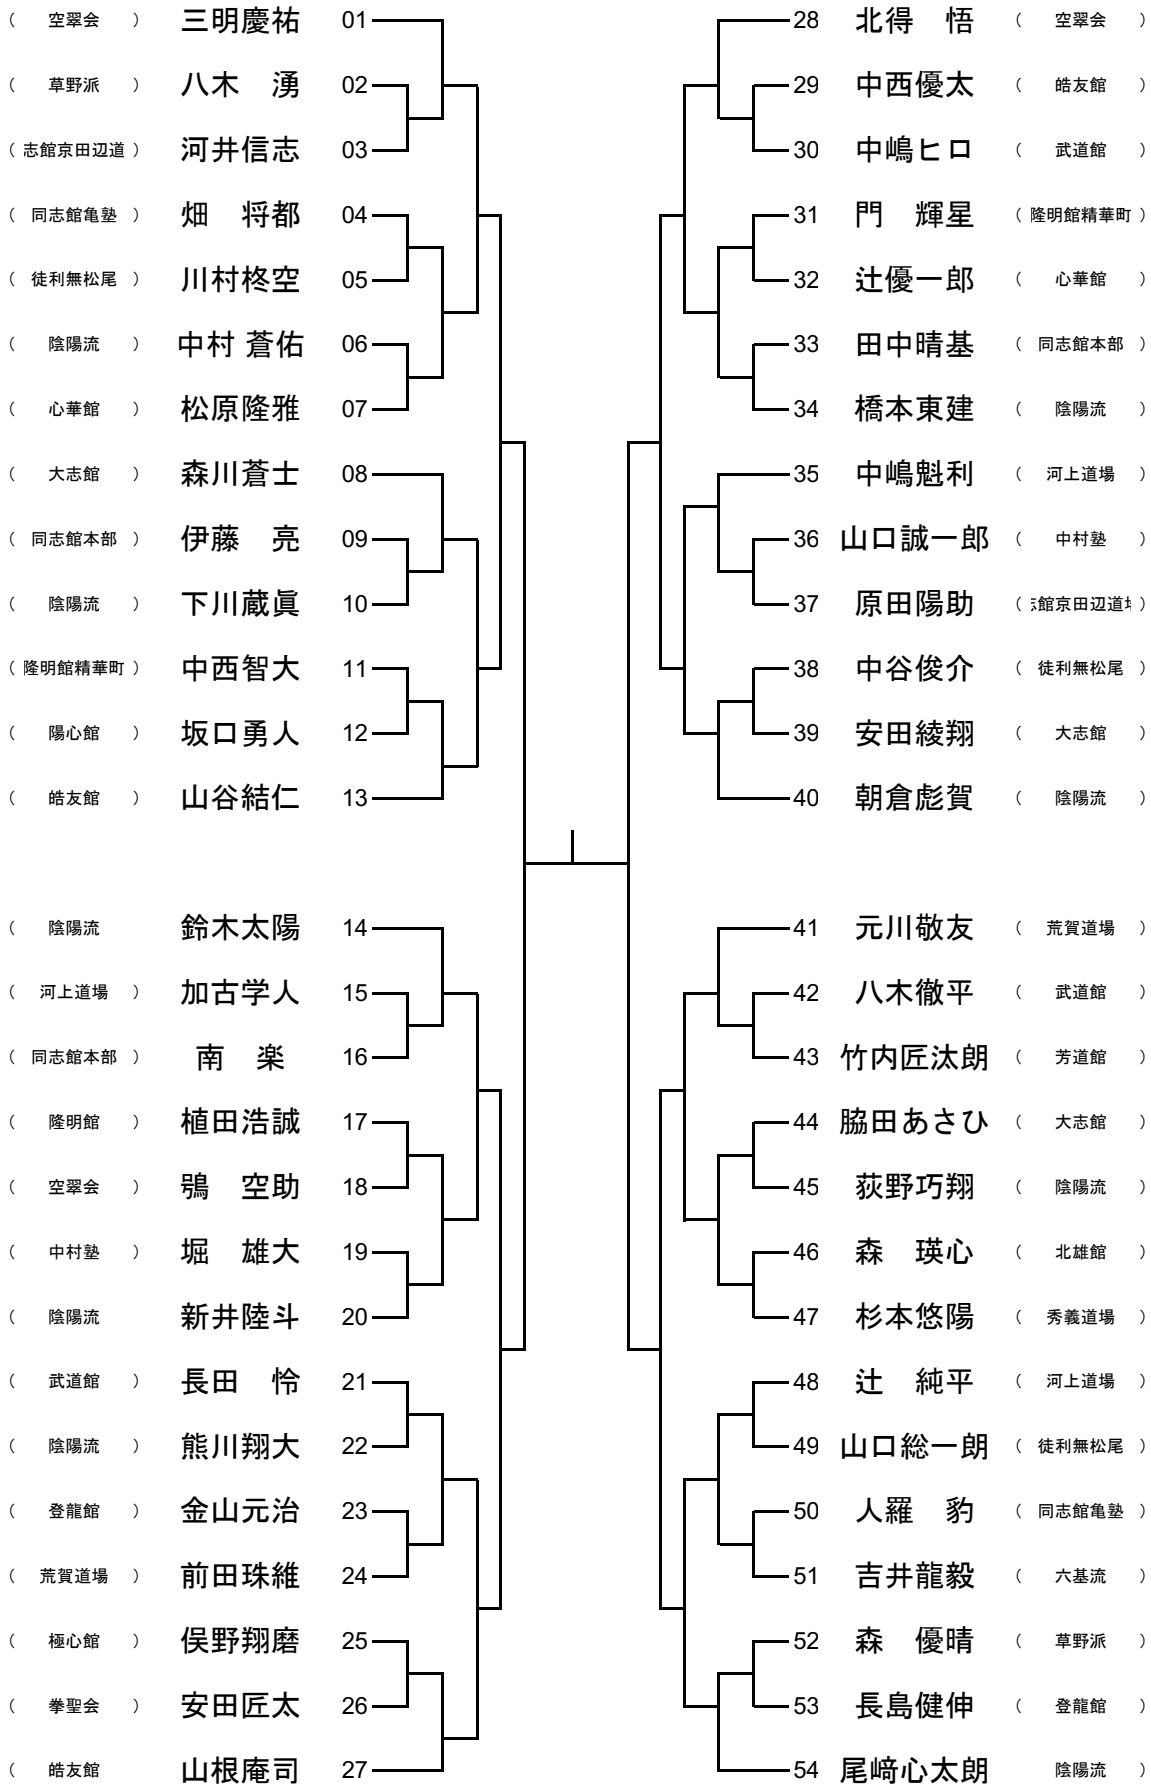 （ 空翠会 ） 三明慶祐 01
（ 草野派 ） 八木　湧 02
（ 志館京田辺道 ） 河井信志 03
（ 同志館亀塾 ） 畑　将都 04
（ 徒利無松尾 ） 川村柊空 05
（ 陰陽流 ） 中村 蒼佑 06
（ 心華館 ） 松原隆雅 07
（ 大志館 ） 森川蒼士 08
（ 同志館本部 ） 伊藤　亮 09
（ 陰陽流 ） 下川蔵眞 10
（ 隆明館精華町 ） 中西智大 11
（ 陽心館 ） 坂口勇人 12
（ 皓友館 ） 山谷結仁 13
（ 陰陽流 鈴木太陽 14
（ 河上道場 ） 加古学人 15
（ 同志館本部 ） 南　楽 16
（ 隆明館 ） 植田浩誠 17
（ 空翠会 ） 鴞　空助 18
（ 中村塾 ） 堀　雄大 19
（ 陰陽流 新井陸斗 20
（ 武道館 ） 長田　怜 21
（ 陰陽流 ） 熊川翔大 22
（ 登龍館 ） 金山元治 23
（ 荒賀道場 ） 前田珠維 24
（ 極心館 ） 俣野翔磨 25
（ 拳聖会 ） 安田匠太 26
（ 皓友館 山根庵司 27
28 北得　悟 （ 空翠会 ）
29 中西優太 （ 皓友館 ）
30 中嶋ヒロ （ 武道館 ）
31 門　輝星 （ 隆明館精華町 ）
32 辻優一郎 （ 心華館 ）
33 田中晴基 （ 同志館本部 ）
34 橋本東建 （ 陰陽流 ）
35 中嶋魁利 （ 河上道場 ）
36 山口誠一郎 （ 中村塾 ）
37 原田陽助 （ 館京田辺道 ）
38 中谷俊介 （ 徒利無松尾 ）
39 安田綾翔 （ 大志館 ）
40 朝倉彪賀 （ 陰陽流 ）
41 元川敬友 （ 荒賀道場 ）
42 八木徹平 （ 武道館 ）
43 竹内匠汰朗 （ 芳道館 ）
44 脇田あさひ （ 大志館 ）
45 荻野巧翔 （ 陰陽流 ）
46 森　瑛心 （ 北雄館 ）
47 杉本悠陽 （ 秀義道場 ）
48 辻　純平 （ 河上道場 ）
49 山口総一朗 （ 徒利無松尾 ）
50 人羅　豹 （ 同志館亀塾 ）
51 吉井龍毅 （ 六基流 ）
52 森　優晴 （ 草野派 ）
53 長島健伸 （ 登龍館 ）
54 尾﨑心太朗 陰陽流 ）